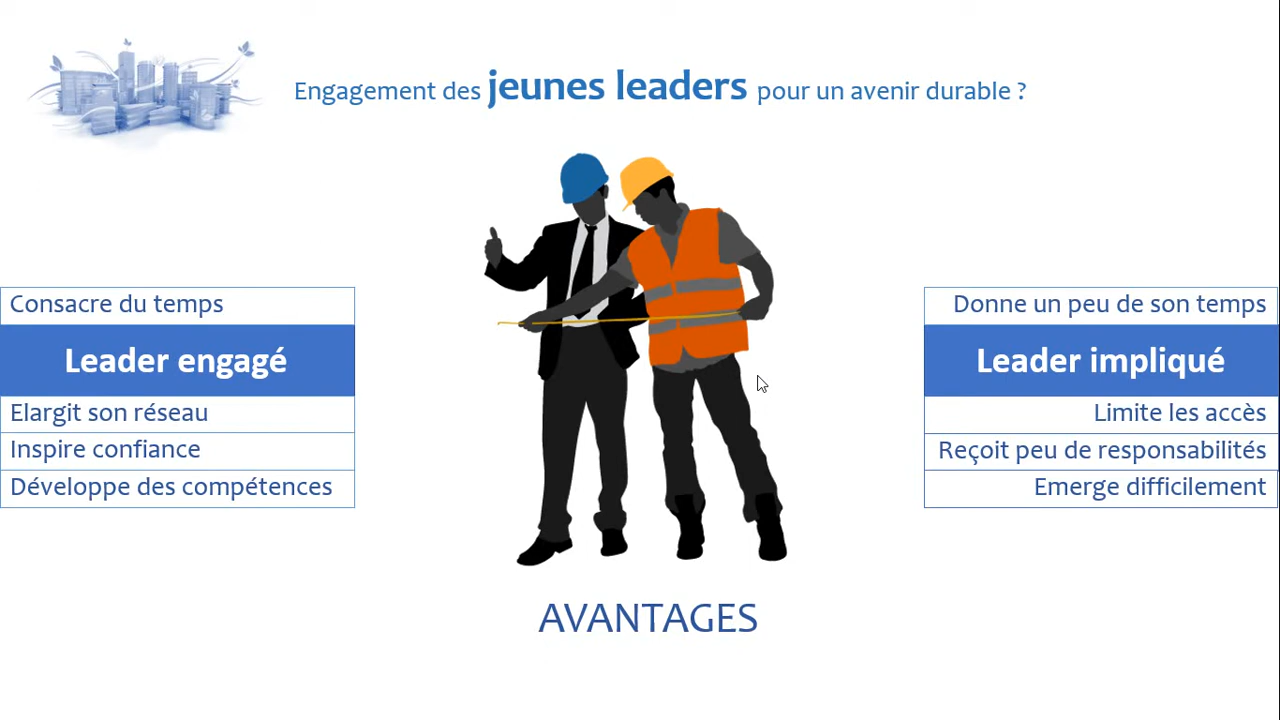 Engagement des jeunes leaders pour un avenir durable ?
Consacre du temps
Leader engagé
Elargit son réseau
Inspire confiance
Développe des compétences
Donne un peu de son temps
Leader impliqué
Limite les accès
Reçoit peu de responsabilités
Emerge difficilement
AVANTAGES